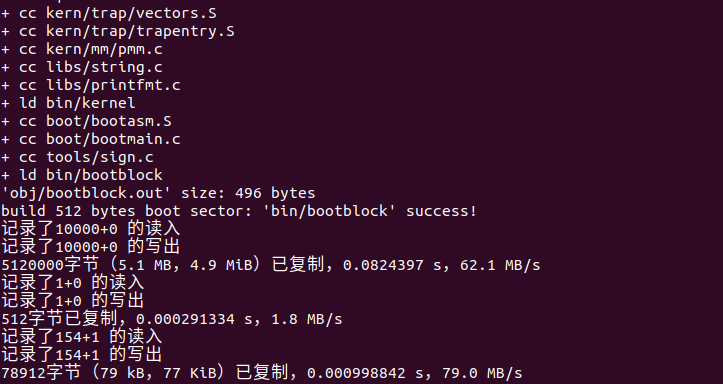 + cc kern/trap/vectors.S
+ cc kern/trap/trapentry.S
+ cc kern/mm/pmm.c
+ cc libs/string.c
+ cc libs/printfmt.c
+ ld bin/kernel
+ cc boot/bootasm.S
+ cc boot/bootmain.c
+ cc tools/sign.c
+ ld bin/bootblock
'obj/bootblock.out' size: 496 bytes
build 512 bytes boot sector: 'bin/bootblock' success!
记录了10000+0 的读入
记录了10000+0 的写出
5120000字节（5.1 MB，4.9 MiB）已复制，0.0824397 s，62.1 MB/s
记录了1+0 的读入
记录了1+0 的写出
512字节已复制，0.000291334 s，1.8 MB/s
记录了154+1 的读入
记录了154+1 的写出
78912字节（79 kB，77 KiB）已复制，0.000998842 s，79.0 MB/s